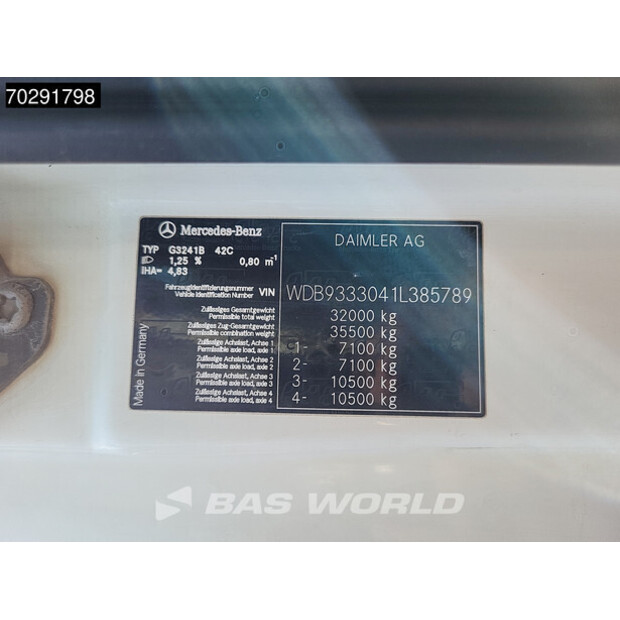 70291798
Mercedes-Benz
TYP G3241B 42C
1,25 % 0,80 m⁻¹
IHA= 4,83
Fahrzeugidentifizierungsnummer
Vehicle Identification Number VIN
Zulässiges Gesamtgewicht
Permissible total weight
Zulässiges Zug-Gesamtgewicht
Permissible combination weight
Zulässige Achslast, Achse 1
Permissible axle load, axle 1
Zulässige Achslast, Achse 2
Permissible axle load, axle 2
Zulässige Achslast, Achse 3
Permissible axle load, axle 3
Zulässige Achslast, Achse 4
Permissible axle load, axle 4
Made in Germany
DAIMLER AG
WDB9333041L385789
32000 kg
35500 kg
1- 7100 kg
2- 7100 kg
3- 10500 kg
4- 10500 kg
BAS WORLD